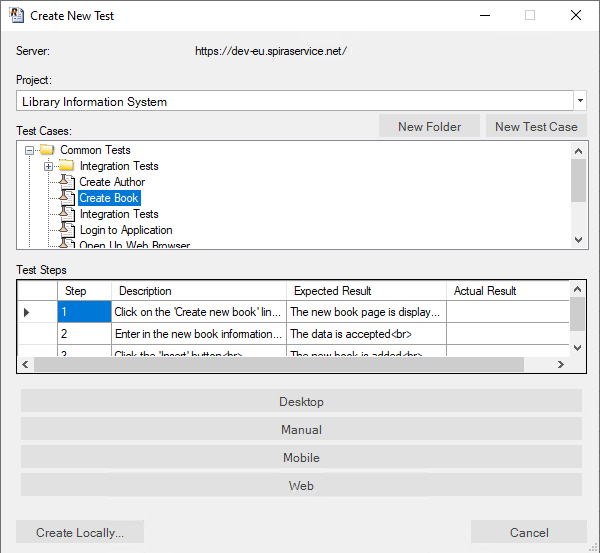 Create New Test
Server: https://dev-eu.spiraservice.net/
Project:
Library Information System
Test Cases: New Folder New Test Case
Common Tests
Integration Tests
Create Author
Create Book
Integration Tests
Login to Application
Open Up Web Browser
Test Steps
Step Description Expected Result Actual Result
1 Click on the 'Create new book' lin... The new book page is display...
2 Enter in the new book information... The data is accepted<br>
3 Click the 'Insert' button<br> The new book is added<br>
Desktop
Manual
Mobile
Web
Create Locally... Cancel